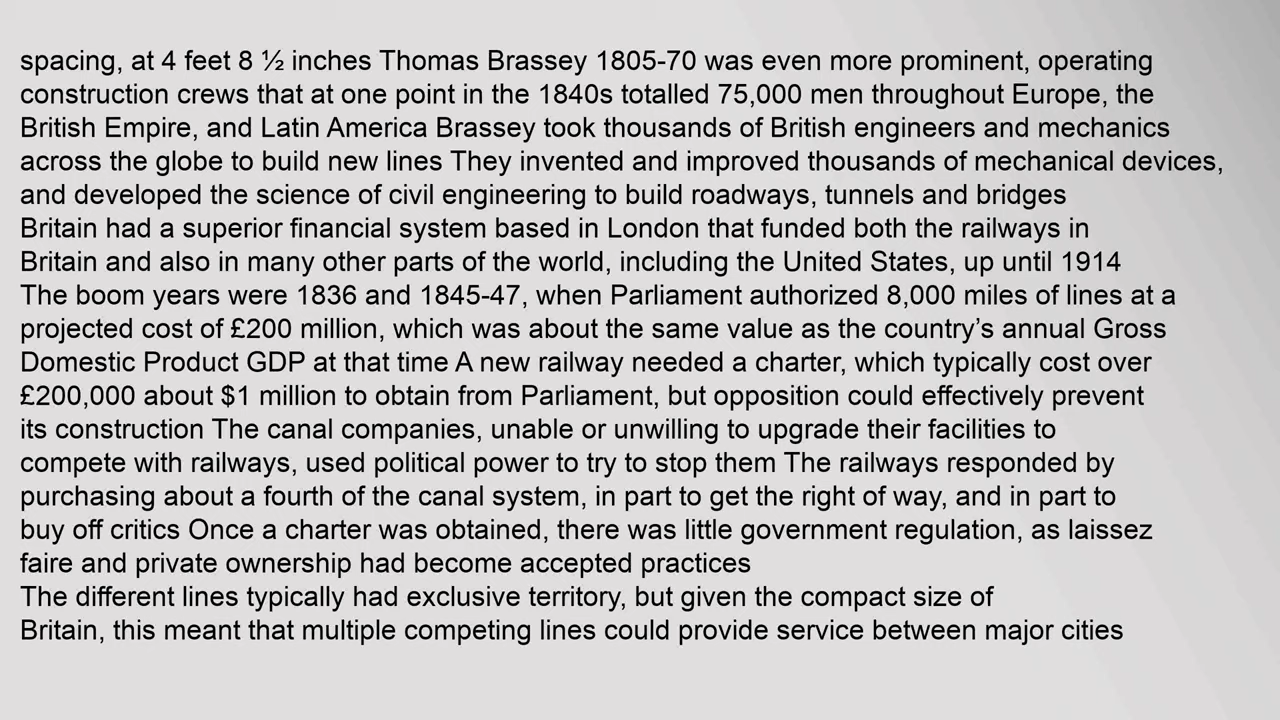 spacing, at 4 feet 8 ½ inches Thomas Brassey 1805-70 was even more prominent, operating
construction crews that at one point in the 1840s totalled 75,000 men throughout Europe, the
British Empire, and Latin America Brassey took thousands of British engineers and mechanics
across the globe to build new lines They invented and improved thousands of mechanical devices,
and developed the science of civil engineering to build roadways, tunnels and bridges
Britain had a superior financial system based in London that funded both the railways in
Britain and also in many other parts of the world, including the United States, up until 1914
The boom years were 1836 and 1845-47, when Parliament authorized 8,000 miles of lines at a
projected cost of £200 million, which was about the same value as the country’s annual Gross
Domestic Product GDP at that time A new railway needed a charter, which typically cost over
£200,000 about $1 million to obtain from Parliament, but opposition could effectively prevent
its construction The canal companies, unable or unwilling to upgrade their facilities to
compete with railways, used political power to try to stop them The railways responded by
purchasing about a fourth of the canal system, in part to get the right of way, and in part to
buy off critics Once a charter was obtained, there was little government regulation, as laissez
faire and private ownership had become accepted practices
The different lines typically had exclusive territory, but given the compact size of
Britain, this meant that multiple competing lines could provide service between major cities